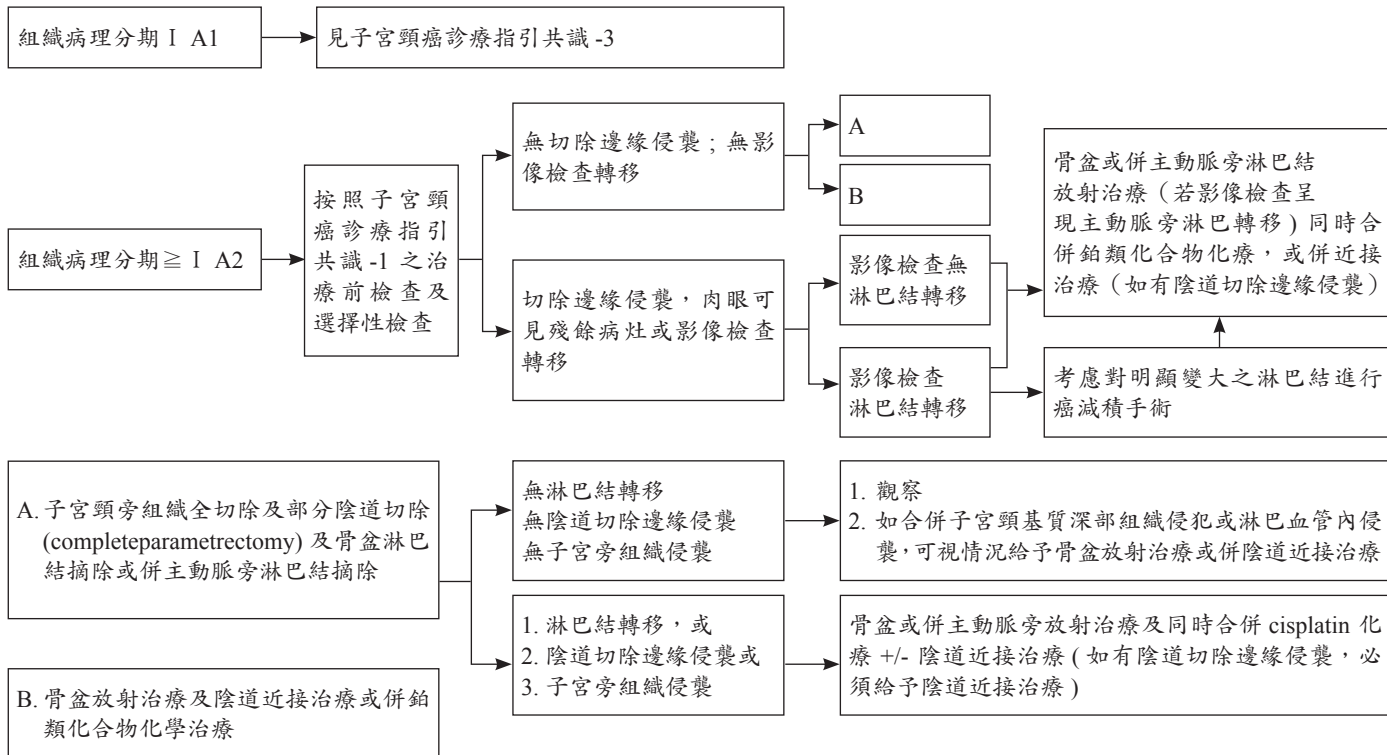 組織病理分期Ⅰ A1
見子宮頸癌診療指引共識 -3
組織病理分期≧Ⅰ A2
按照子宮頸
癌診療指引
共識 -1 之治
療前檢查及
選擇性檢查
無切除邊緣侵襲；無影
像檢查轉移
切除邊緣侵襲，肉眼可
見殘餘病灶或影像檢查
轉移
A
B
影像檢查無
淋巴結轉移
影像檢查
淋巴結轉移
骨盆或併主動脈旁淋巴結
放射治療（若影像檢查呈
現主動脈旁淋巴轉移）同時合
併鉑類化合物化療，或併近接
治療（如有陰道切除邊緣侵襲）
考慮對明顯變大之淋巴結進行
癌減積手術
A. 子宮頸旁組織全切除及部分陰道切除
(completeparametrectomy) 及骨盆淋巴
結摘除或併主動脈旁淋巴結摘除
無淋巴結轉移
無陰道切除邊緣侵襲
無子宮旁組織侵襲
1. 觀察
2. 如合併子宮頸基質深部組織侵犯或淋巴血管內侵
襲，可視情況給予骨盆放射治療或併陰道近接治療
1. 淋巴結轉移，或
2. 陰道切除邊緣侵襲或
3. 子宮旁組織侵襲
骨盆或併主動脈旁放射治療及同時合併 cisplatin 化
療 +/- 陰道近接治療 ( 如有陰道切除邊緣侵襲，必
須給予陰道近接治療 )
B. 骨盆放射治療及陰道近接治療或併鉑
類化合物化學治療